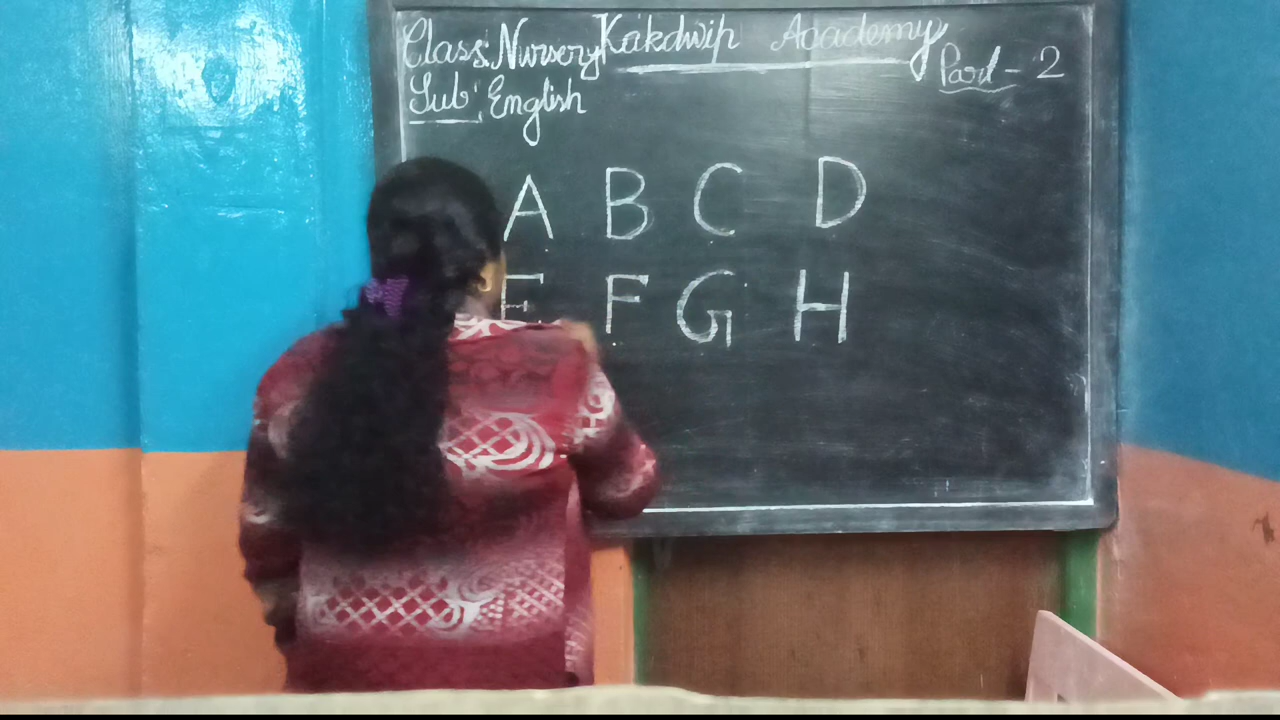 Class: Nursery Kakdwip Academy Part - 2
Sub: English
A B C D
E F G H